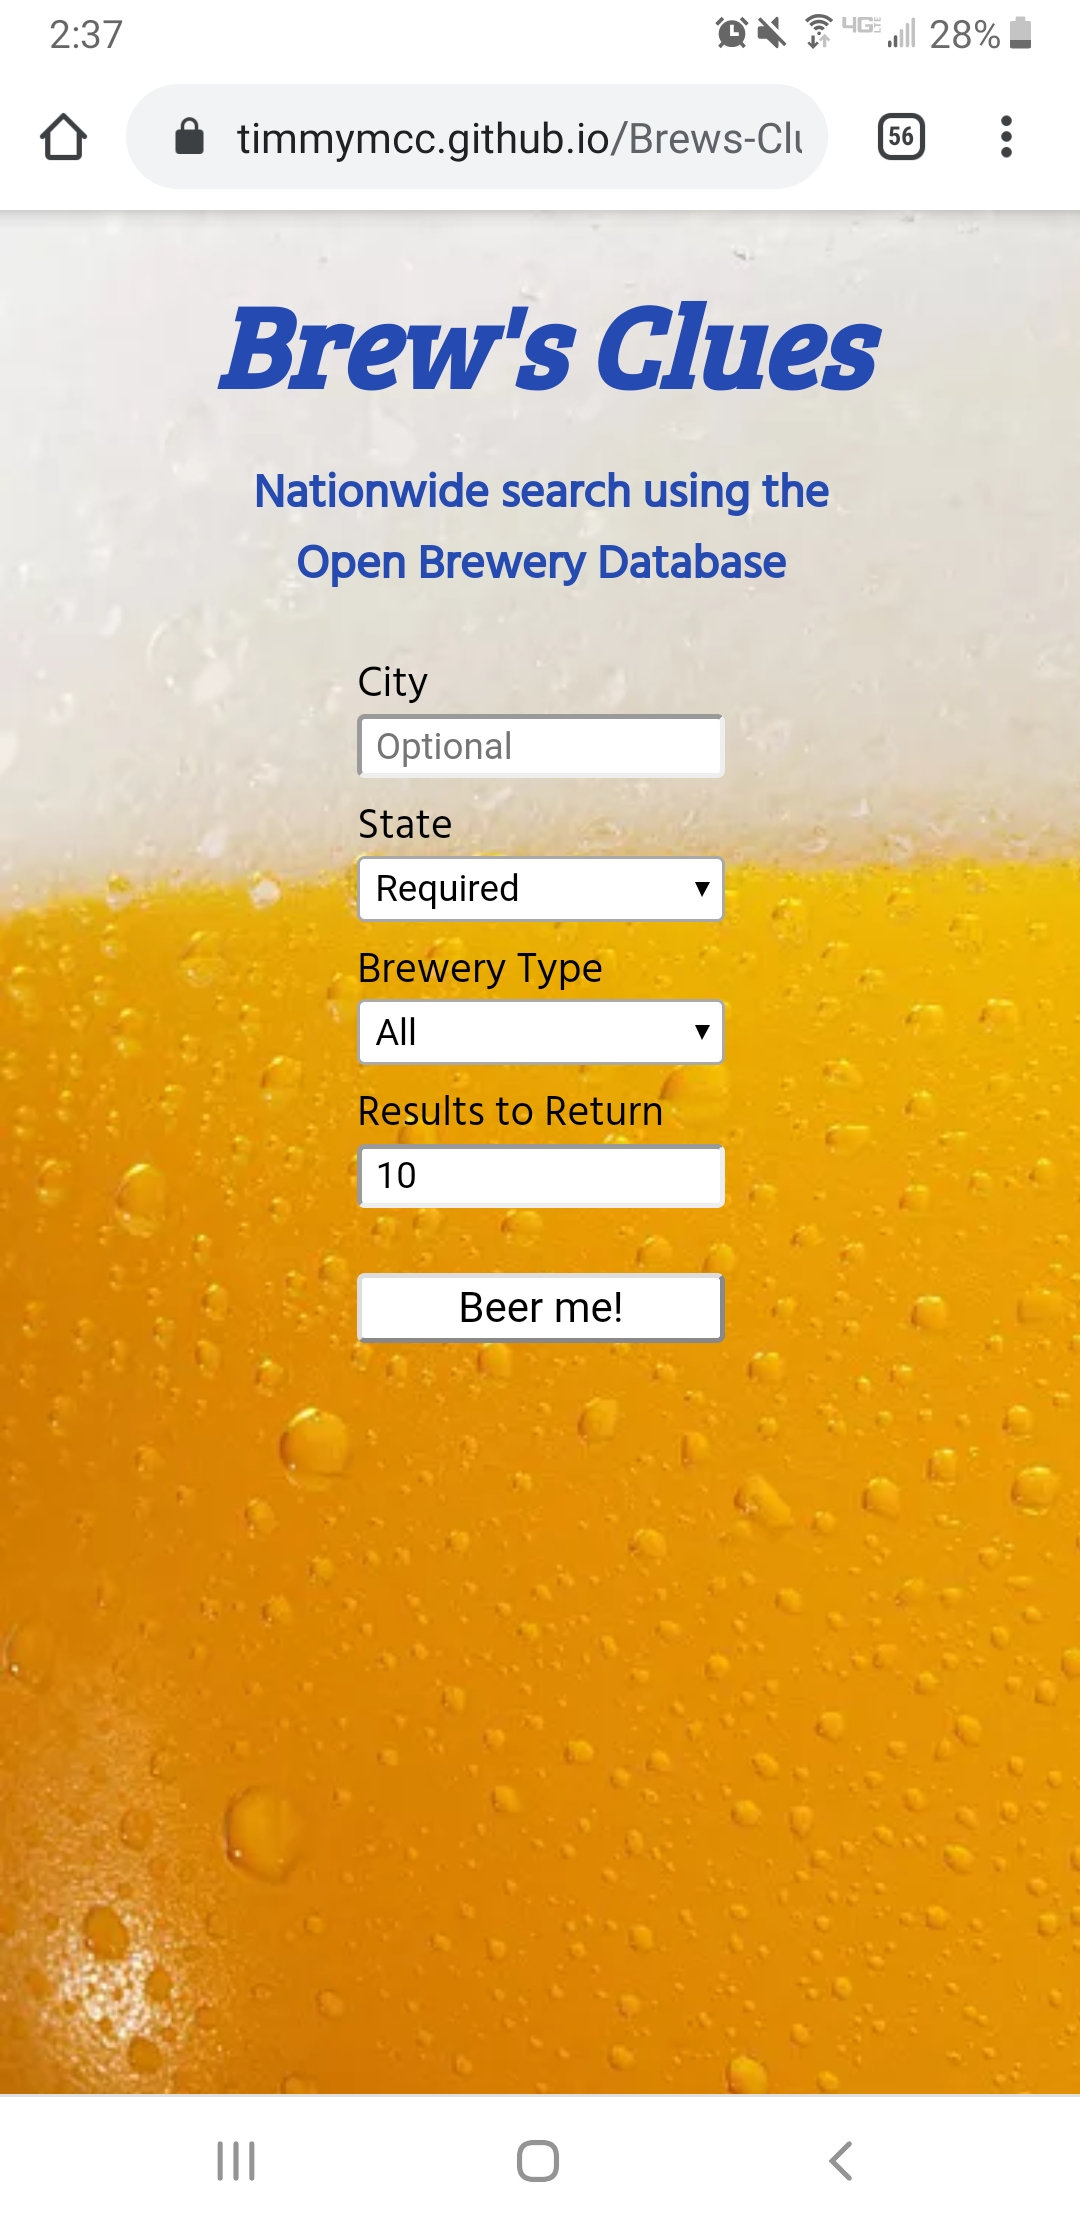 2:37
4G LTE 28%
timmymcc.github.io/Brews-Clu
56
Brew's Clues
Nationwide search using the
Open Brewery Database
City
Optional
State
Required
Brewery Type
All
Results to Return
10
Beer me!